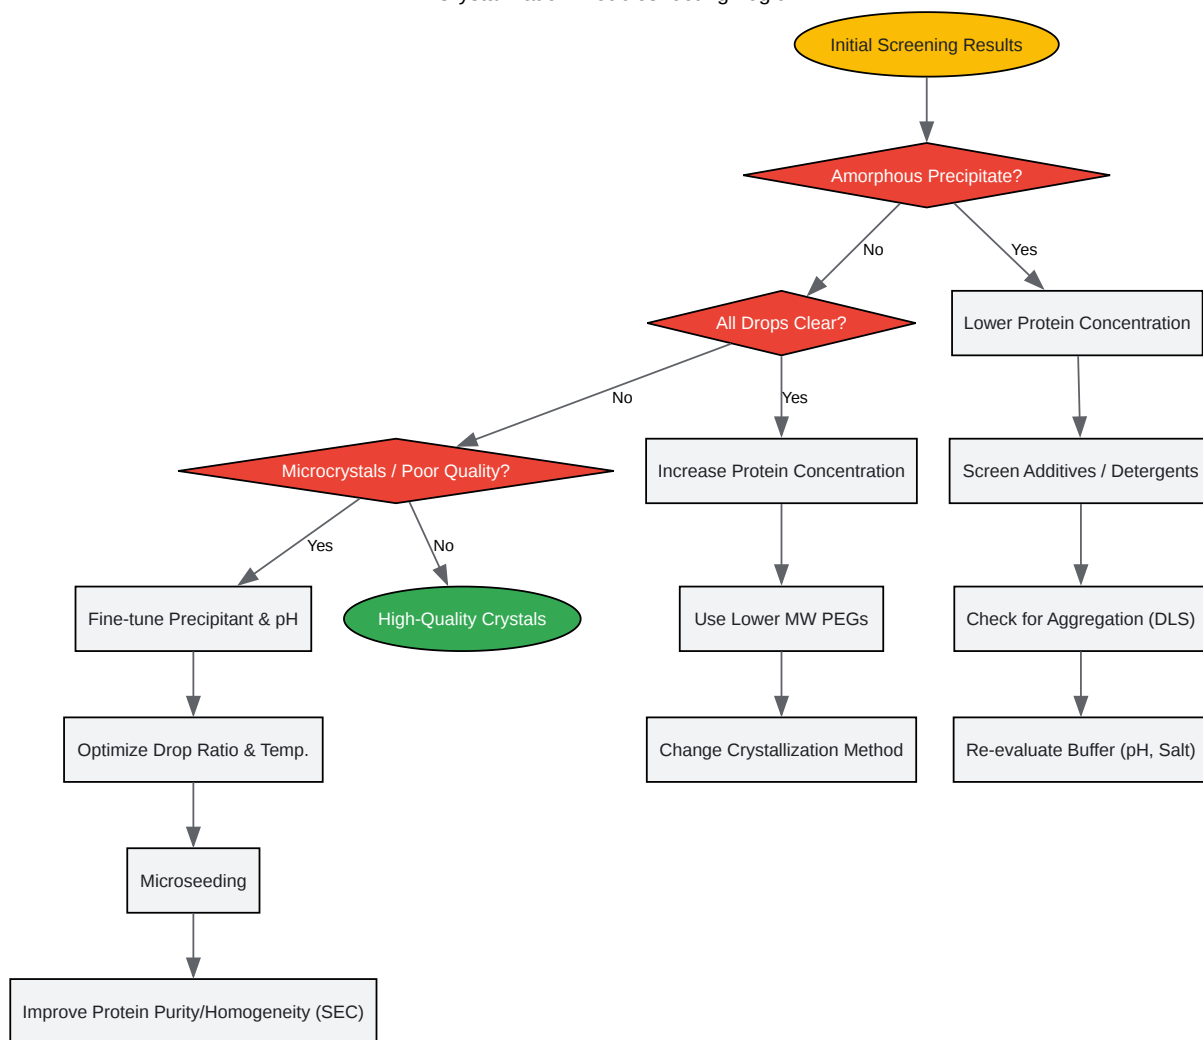 Initial Screening Results
Amorphous Precipitate?
No
Yes
All Drops Clear?
Lower Protein Concentration
No
Yes
Microcrystals / Poor Quality?
Increase Protein Concentration
Screen Additives / Detergents
Yes
No
Fine-tune Precipitant & pH
High-Quality Crystals
Use Lower MW PEGs
Check for Aggregation (DLS)
Optimize Drop Ratio & Temp.
Change Crystallization Method
Re-evaluate Buffer (pH, Salt)
Microseeding
Improve Protein Purity/Homogeneity (SEC)